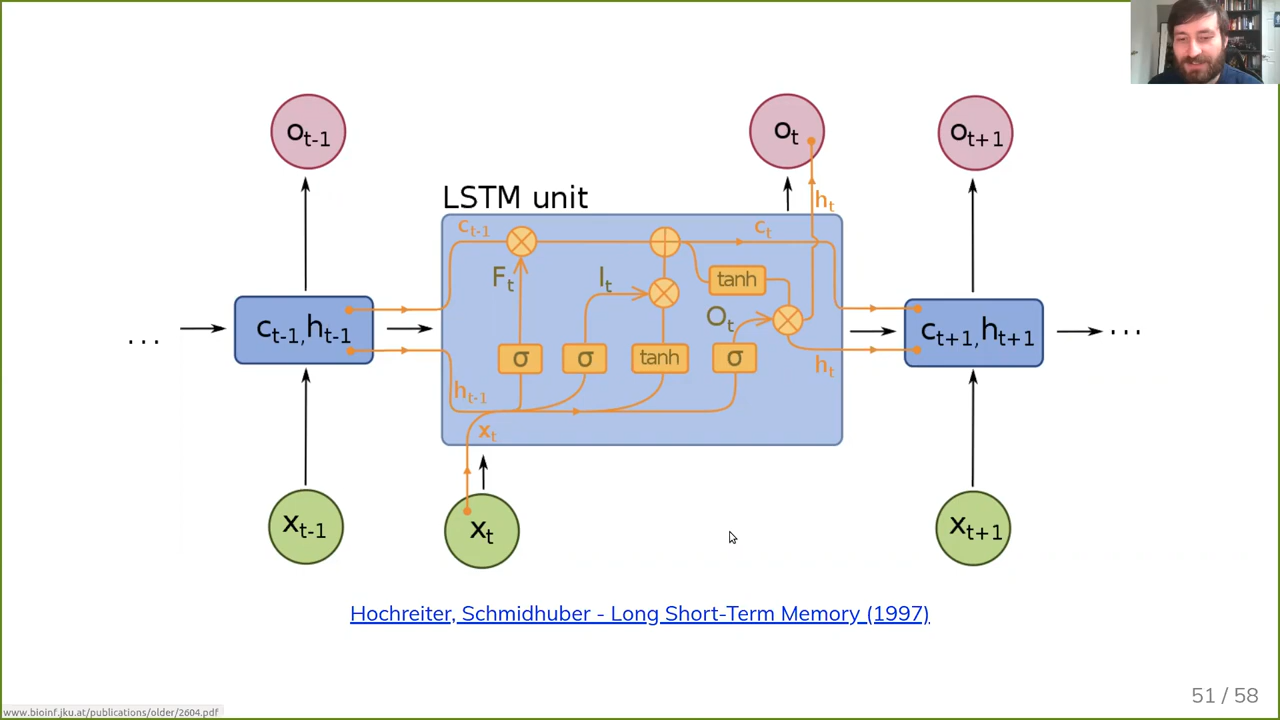 o_t-1
o_t
o_t+1
LSTM unit
h_t
c_t-1
c_t
F_t
I_t
tanh
O_t
c_t-1,h_t-1
c_t+1,h_t+1
...
...
σ
σ
tanh
σ
h_t
h_t-1
x_t
x_t-1
x_t
x_t+1
Hochreiter, Schmidhuber - Long Short-Term Memory (1997)
51 / 58
www.bioinf.jku.at/publications/older/2604.pdf